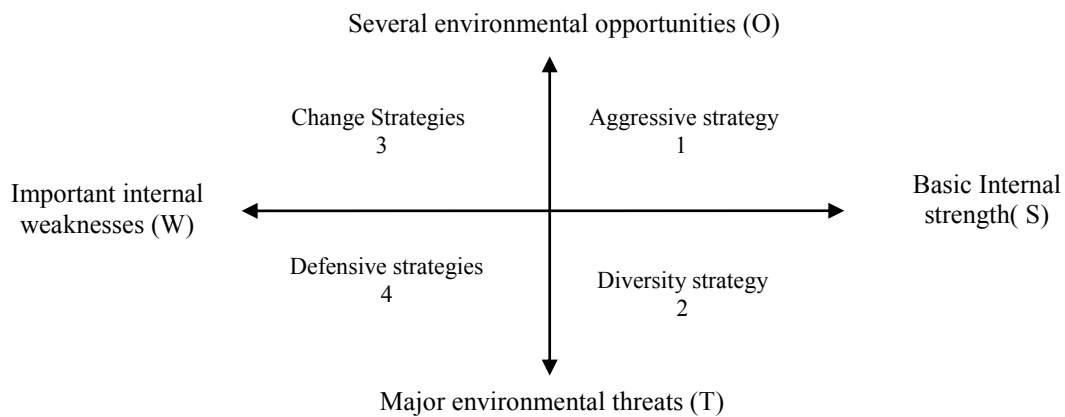 Several environmental opportunities (O)
Change Strategies
3
Aggressive strategy
1
Important internal
weaknesses (W)
Basic Internal
strength( S)
Defensive strategies
4
Diversity strategy
2
Major environmental threats (T)